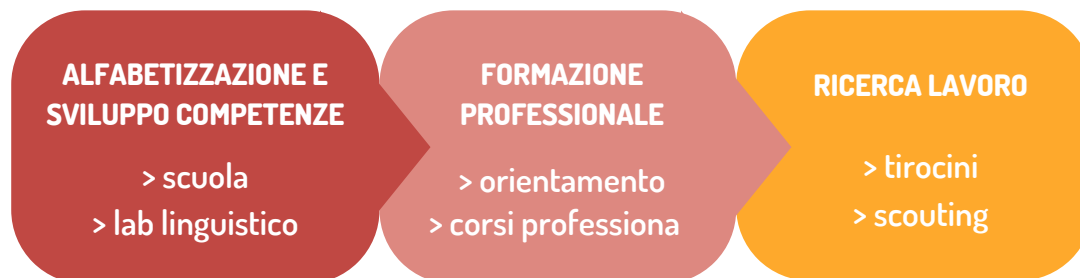 ALFABETIZZAZIONE E
SVILUPPO COMPETENZE
> scuola
> lab linguistico
FORMAZIONE
PROFESSIONALE
> orientamento
> corsi professiona
RICERCA LAVORO
> tirocini
> scouting